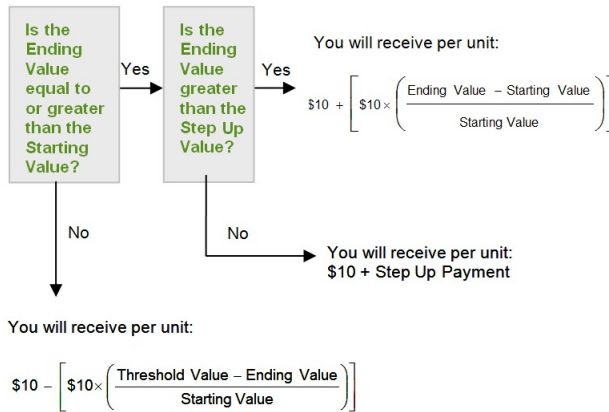 Is the
Ending
Value
equal to
or greater
than the
Starting
Value?
Yes
Is the
Ending
Value
greater
than the
Step Up
Value?
Yes
You will receive per unit:
$10 + [ $10 × ( Ending Value – Starting Value
Starting Value ) ]
No
No
You will receive per unit:
$10 + Step Up Payment
You will receive per unit:
$10 – [ $10× ( Threshold Value – Ending Value
Starting Value ) ]